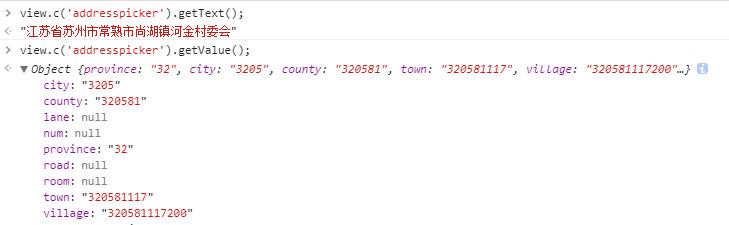 view.c('addresspicker').getText();
"江苏省苏州市常熟市尚湖镇河金村委会"
view.c('addresspicker').getValue();
Object {province: "32", city: "3205", county: "320581", town: "320581117", village: "320581117200"…}
city: "3205"
county: "320581"
lane: null
num: null
province: "32"
road: null
room: null
town: "320581117"
village: "320581117200"